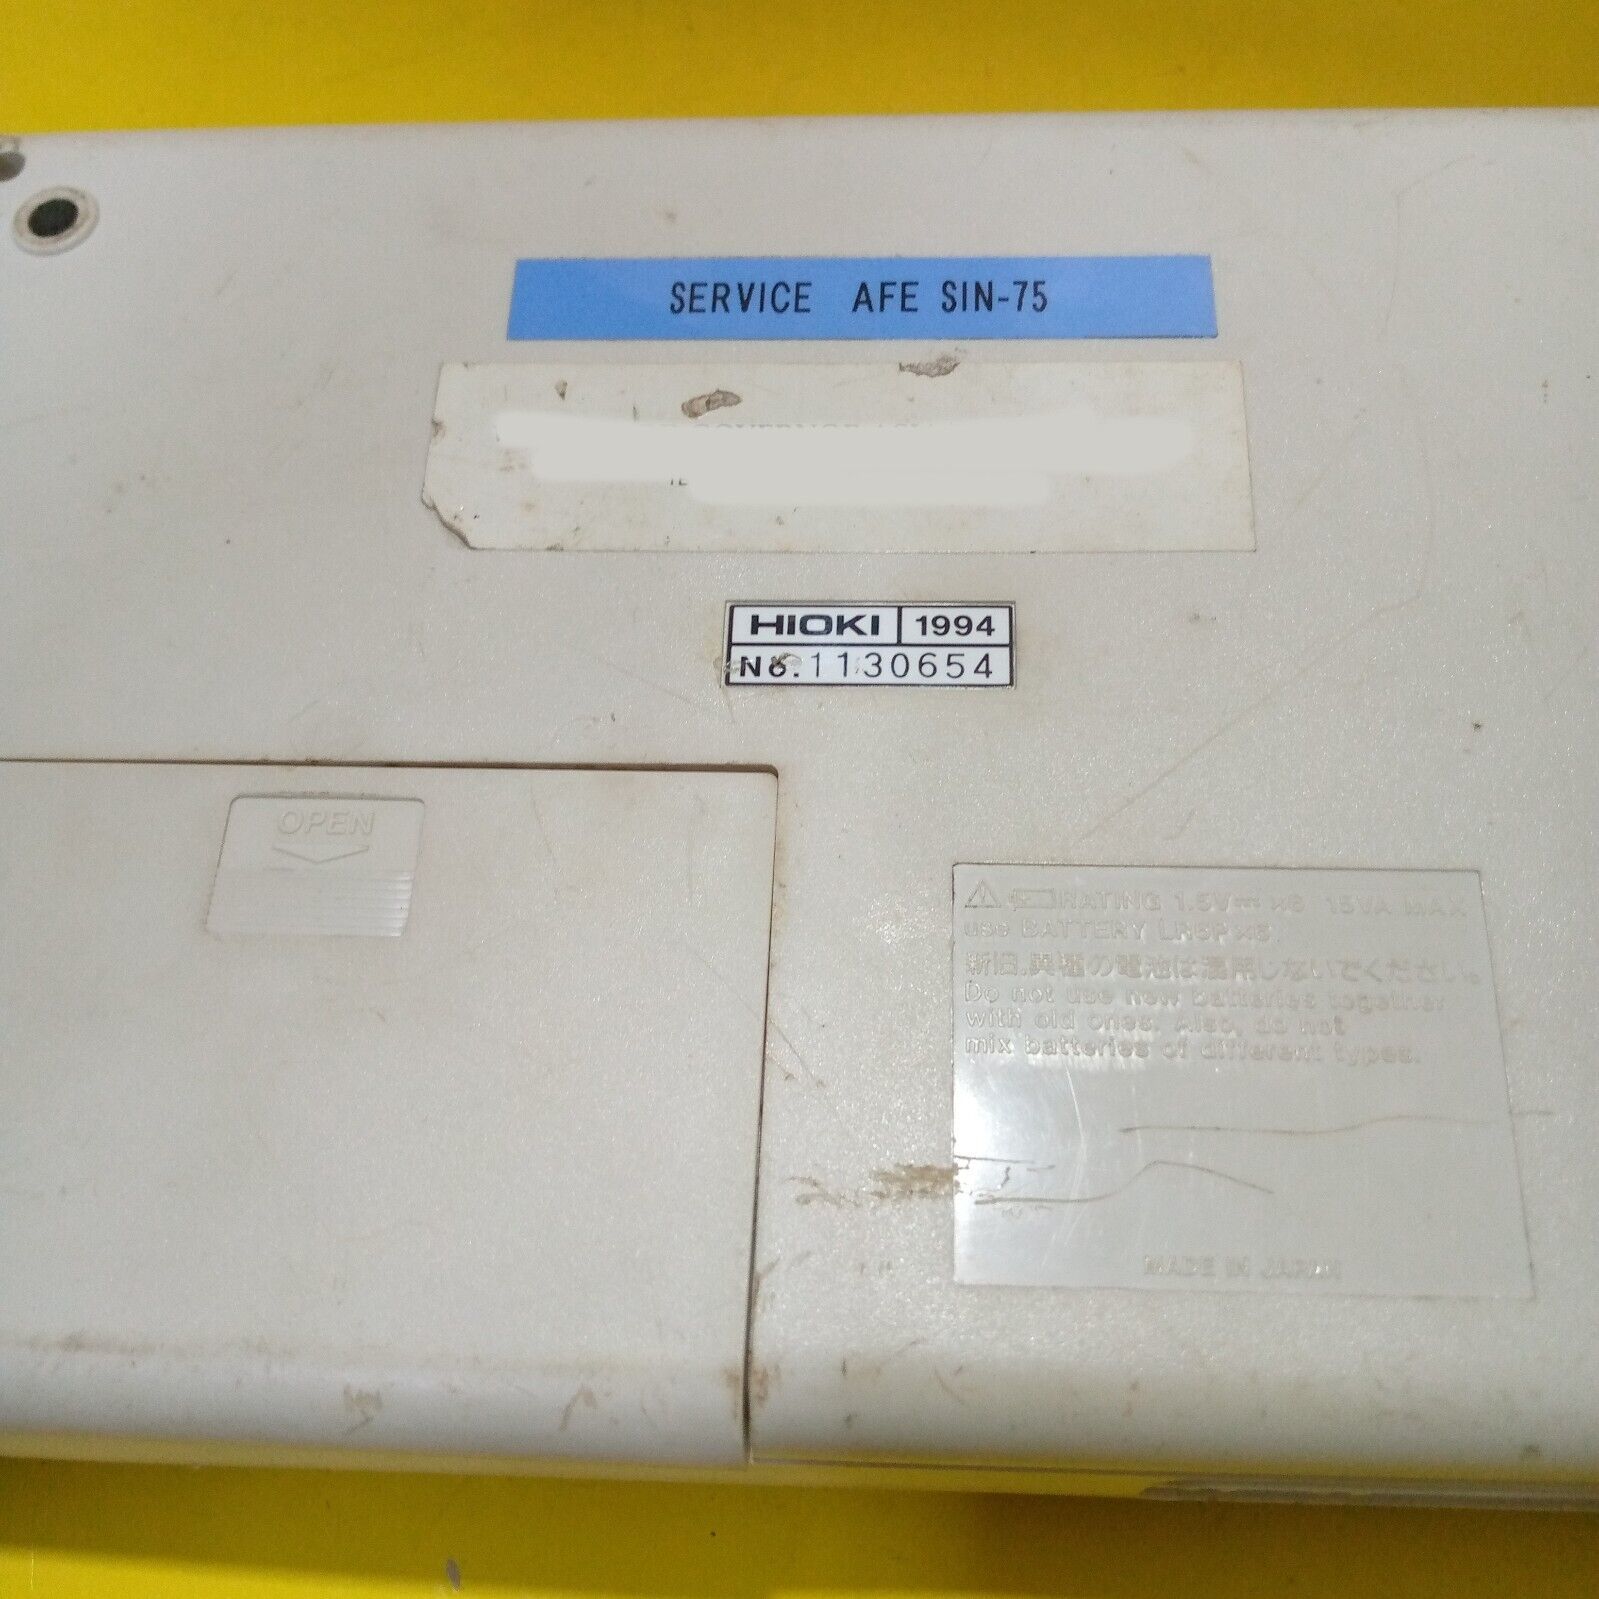 SERVICE AFE SIN-75
HIOKI 1994
No. 1130654
OPEN
RATING 1.5V ×6 15VA MAX
use BATTERY LR6P ×6
新旧、異種の電池は混用しないでください。
Do not use new batteries together
with old ones. Also, do not
mix batteries of different types.
MADE IN JAPAN